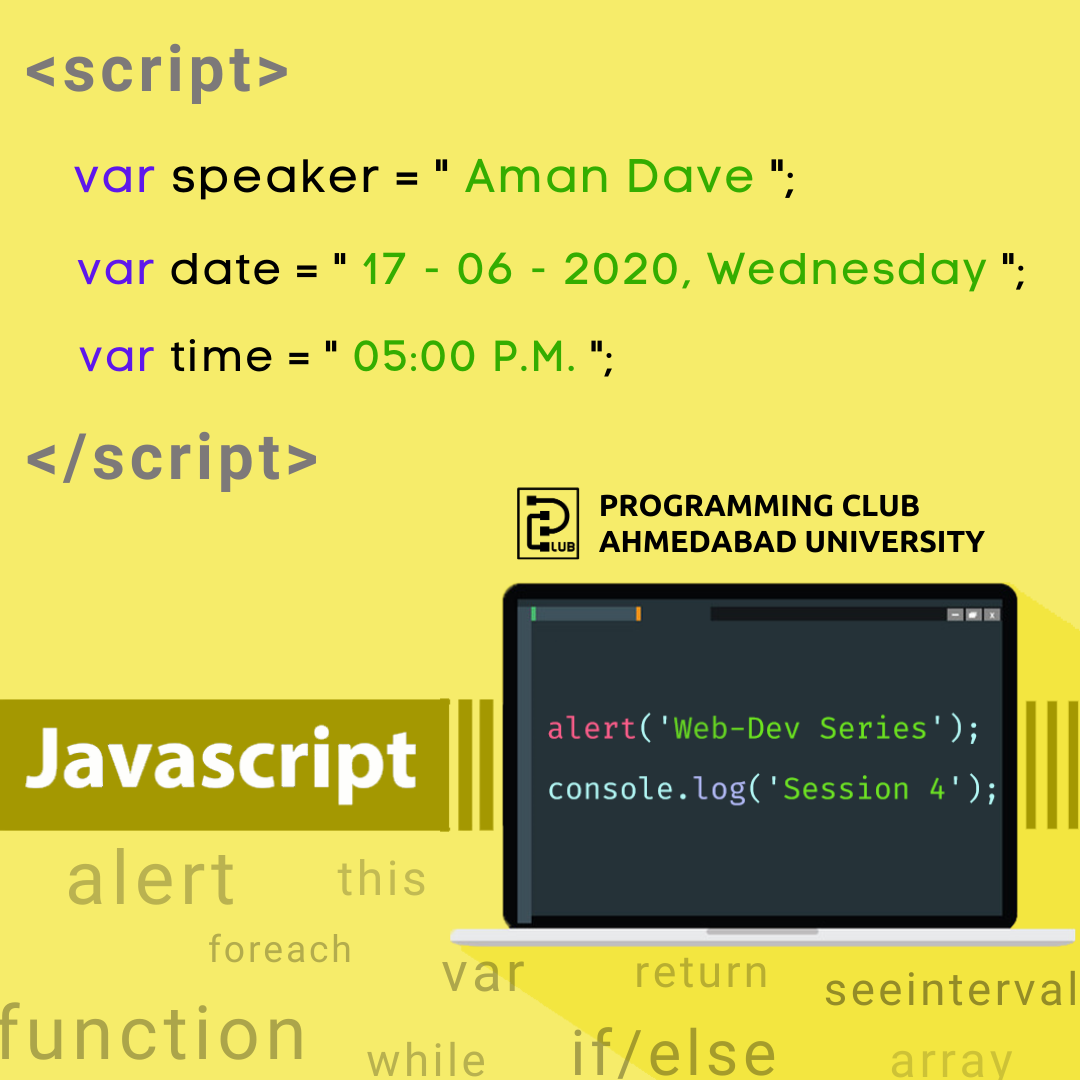 <script>
var speaker = " Aman Dave ";
var date = " 17 - 06 - 2020, Wednesday ";
var time = " 05:00 P.M. ";
</script>
LUB
PROGRAMMING CLUB
AHMEDABAD UNIVERSITY
x
alert('Web-Dev Series');
console.log('Session 4');
Javascript
alert
this
foreach
var
return
seeinterval
function
while
if/else
array